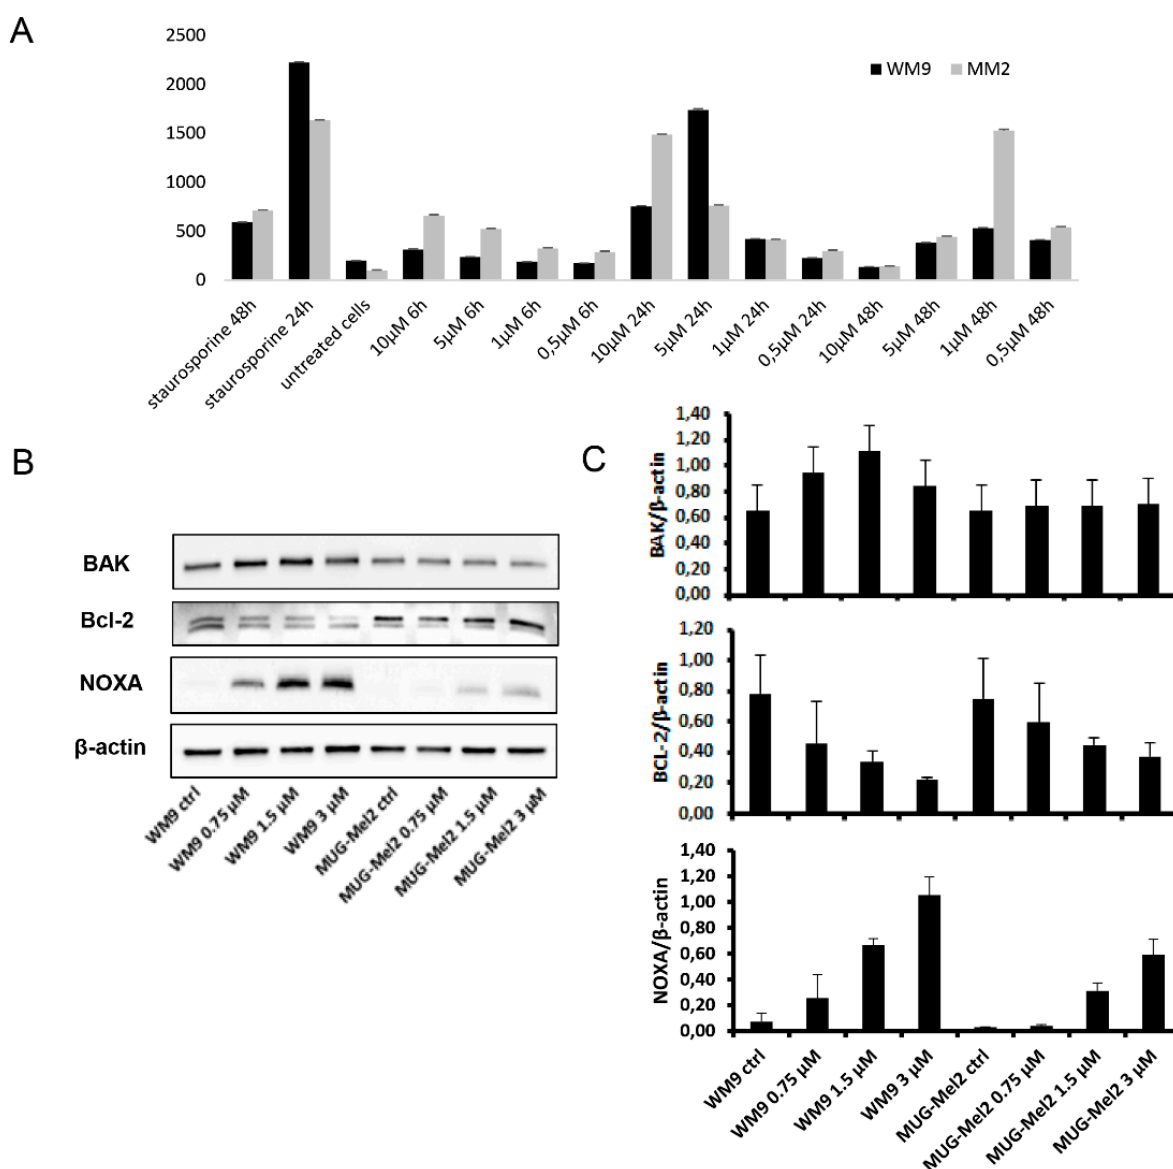 A
2500
2000
1500
1000
500
0
WM9 MM2
staurosporine 48h
staurosporine 24h
untreated cells
10µM 6h
5µM 6h
1µM 6h
0,5µM 6h
10µM 24h
5µM 24h
1µM 24h
0,5µM 24h
10µM 48h
5µM 48h
1µM 48h
0,5µM 48h
B
BAK
Bcl-2
NOXA
β-actin
WM9 ctrl
WM9 0.75 µM
WM9 1.5 µM
WM9 3 µM
MUG-Mel2 ctrl
MUG-Mel2 0.75 µM
MUG-Mel2 1.5 µM
MUG-Mel2 3 µM
C
BAK/β-actin
1,40
1,20
1,00
0,80
0,60
0,40
0,20
0,00
BCL-2/β-actin
1,20
1,00
0,80
0,60
0,40
0,20
0,00
NOXA/β-actin
1,40
1,20
1,00
0,80
0,60
0,40
0,20
0,00
WM9 ctrl
WM9 0.75 µM
WM9 1.5 µM
WM9 3 µM
MUG-Mel2 ctrl
MUG-Mel2 0.75 µM
MUG-Mel2 1.5 µM
MUG-Mel2 3 µM